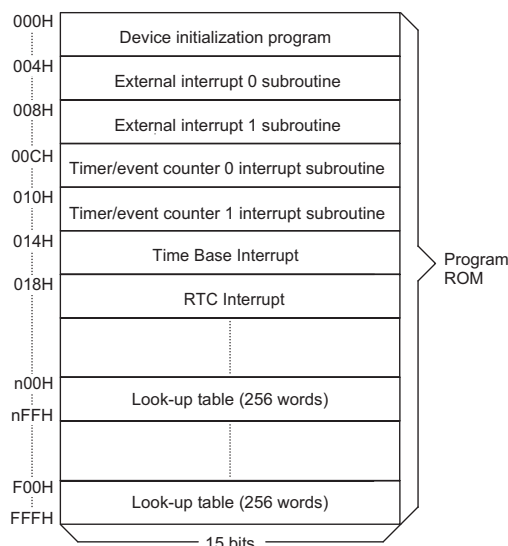 000H
Device initialization program
004H
External interrupt 0 subroutine
008H
External interrupt 1 subroutine
00CH
Timer/event counter 0 interrupt subroutine
010H
Timer/event counter 1 interrupt subroutine
014H
Time Base Interrupt
018H
RTC Interrupt
Program
ROM
n00H
Look-up table (256 words)
nFFH
F00H
Look-up table (256 words)
FFFH
15 bits